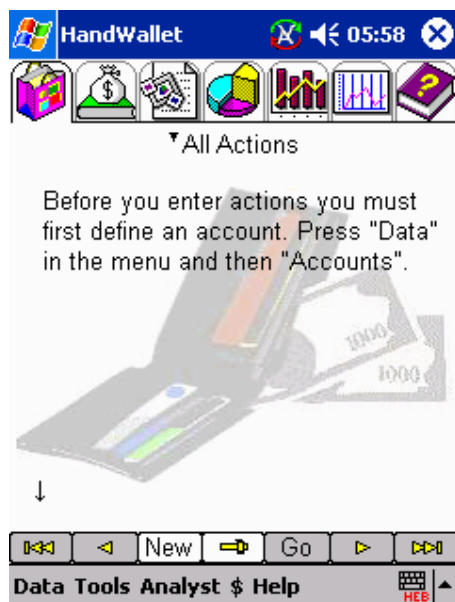 HandWallet 05:58
$
?
All Actions
Before you enter actions you must
first define an account. Press "Data"
in the menu and then "Accounts".
1000
1000
New Go
Data Tools Analyst $ Help HEB